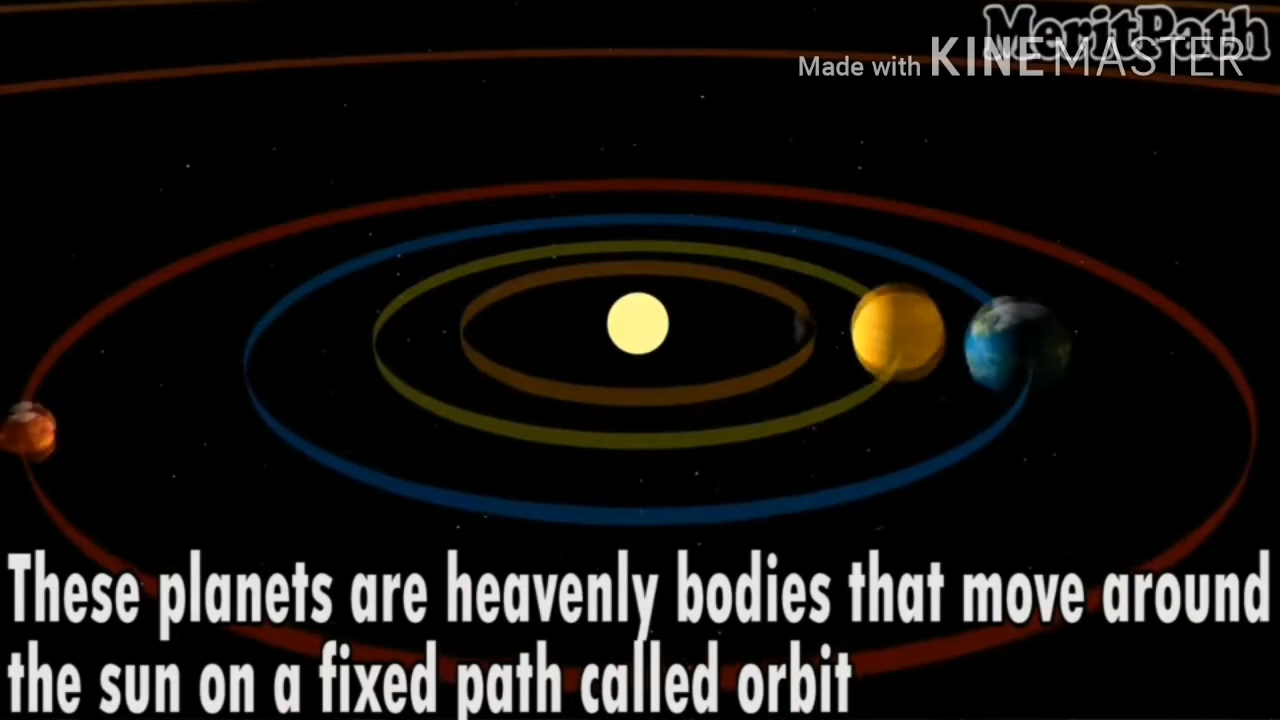 MeritPath
Made with KINEMASTER
These planets are heavenly bodies that move around
the sun on a fixed path called orbit